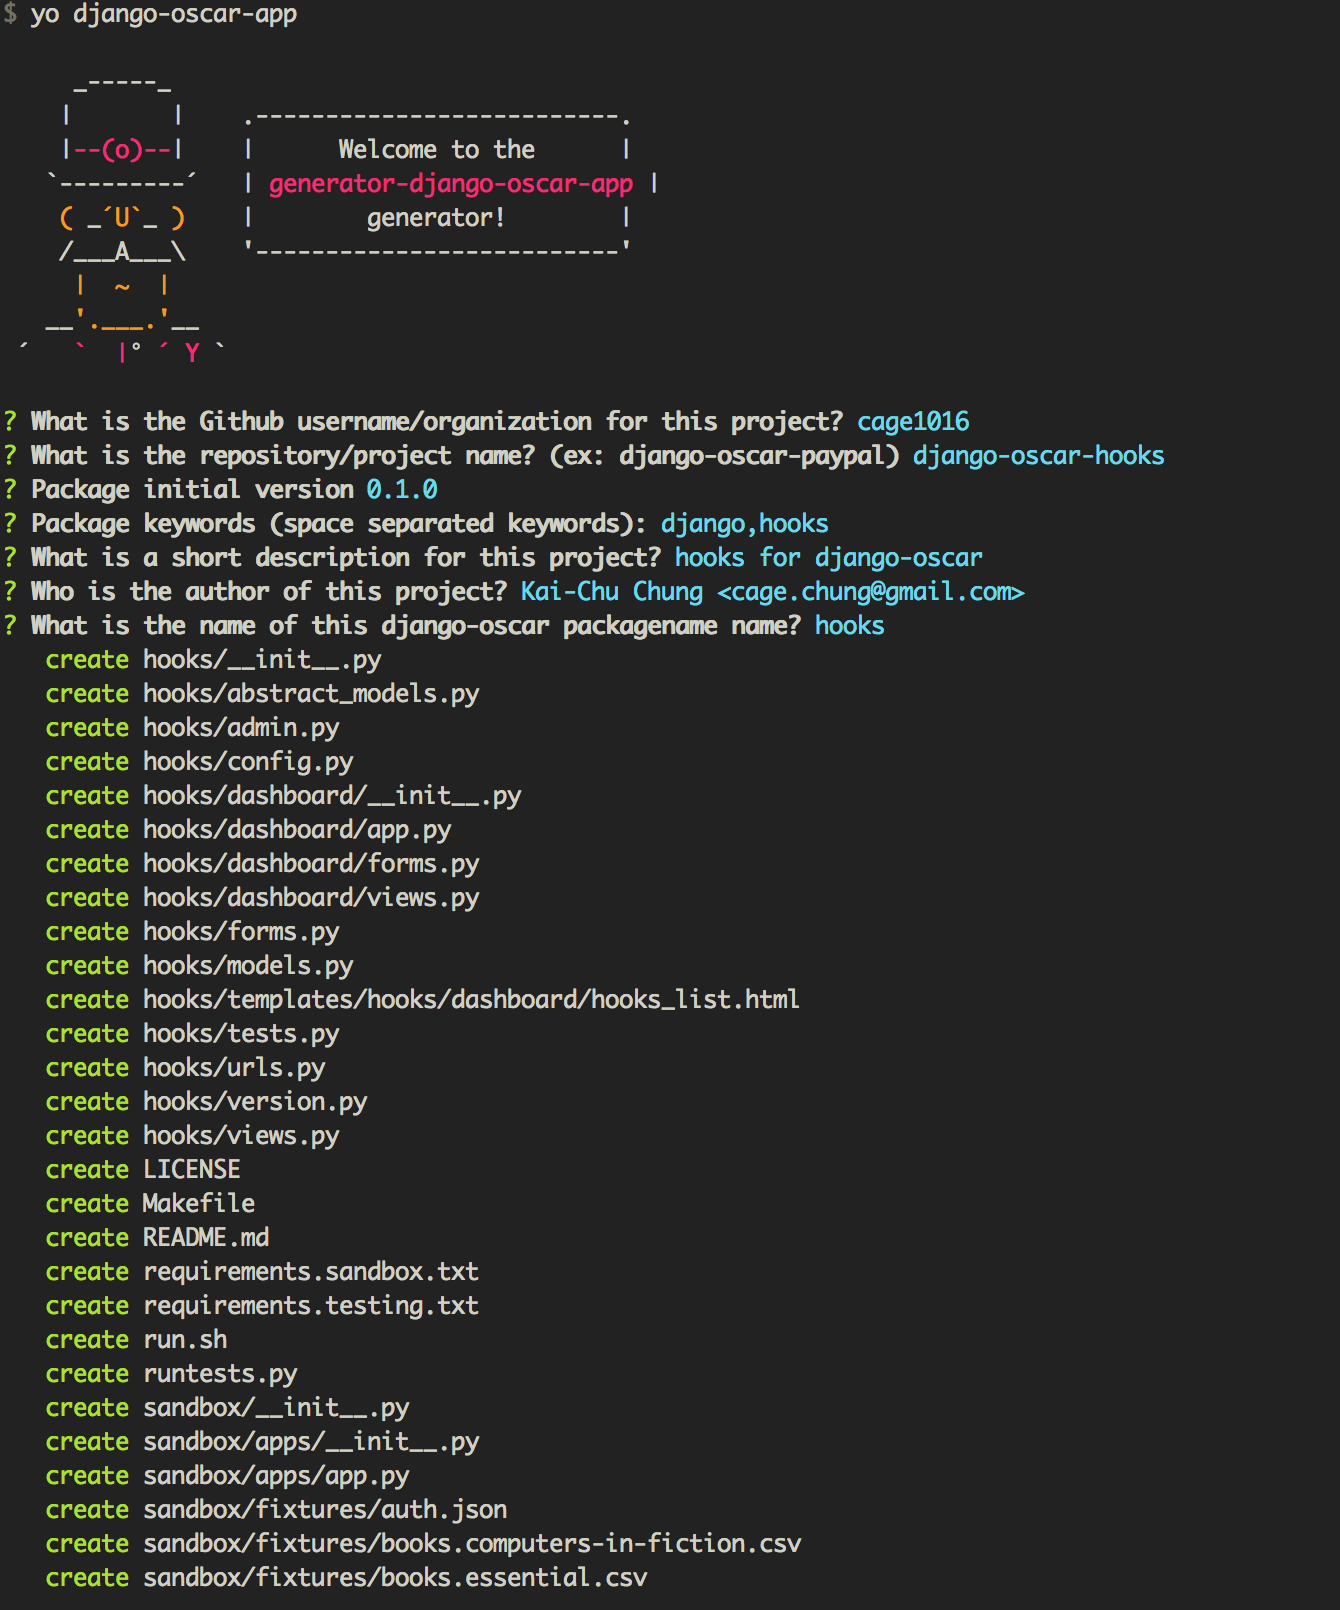 $ yo django-oscar-app
     _-----_
    |       |    .--------------------------.
    |--(o)--|    |      Welcome to the      |
   `---------´   | generator-django-oscar-app |
    ( _´U`_ )    |        generator!        |
    /___A___\    '--------------------------'
     |  ~  |
   __'.___.'__
 ´   `  |° ´ Y `
? What is the Github username/organization for this project? cage1016
? What is the repository/project name? (ex: django-oscar-paypal) django-oscar-hooks
? Package initial version 0.1.0
? Package keywords (space separated keywords): django,hooks
? What is a short description for this project? hooks for django-oscar
? Who is the author of this project? Kai-Chu Chung <cage.chung@gmail.com>
? What is the name of this django-oscar packagename name? hooks
   create hooks/__init__.py
   create hooks/abstract_models.py
   create hooks/admin.py
   create hooks/config.py
   create hooks/dashboard/__init__.py
   create hooks/dashboard/app.py
   create hooks/dashboard/forms.py
   create hooks/dashboard/views.py
   create hooks/forms.py
   create hooks/models.py
   create hooks/templates/hooks/dashboard/hooks_list.html
   create hooks/tests.py
   create hooks/urls.py
   create hooks/version.py
   create hooks/views.py
   create LICENSE
   create Makefile
   create README.md
   create requirements.sandbox.txt
   create requirements.testing.txt
   create run.sh
   create runtests.py
   create sandbox/__init__.py
   create sandbox/apps/__init__.py
   create sandbox/apps/app.py
   create sandbox/fixtures/auth.json
   create sandbox/fixtures/books.computers-in-fiction.csv
   create sandbox/fixtures/books.essential.csv